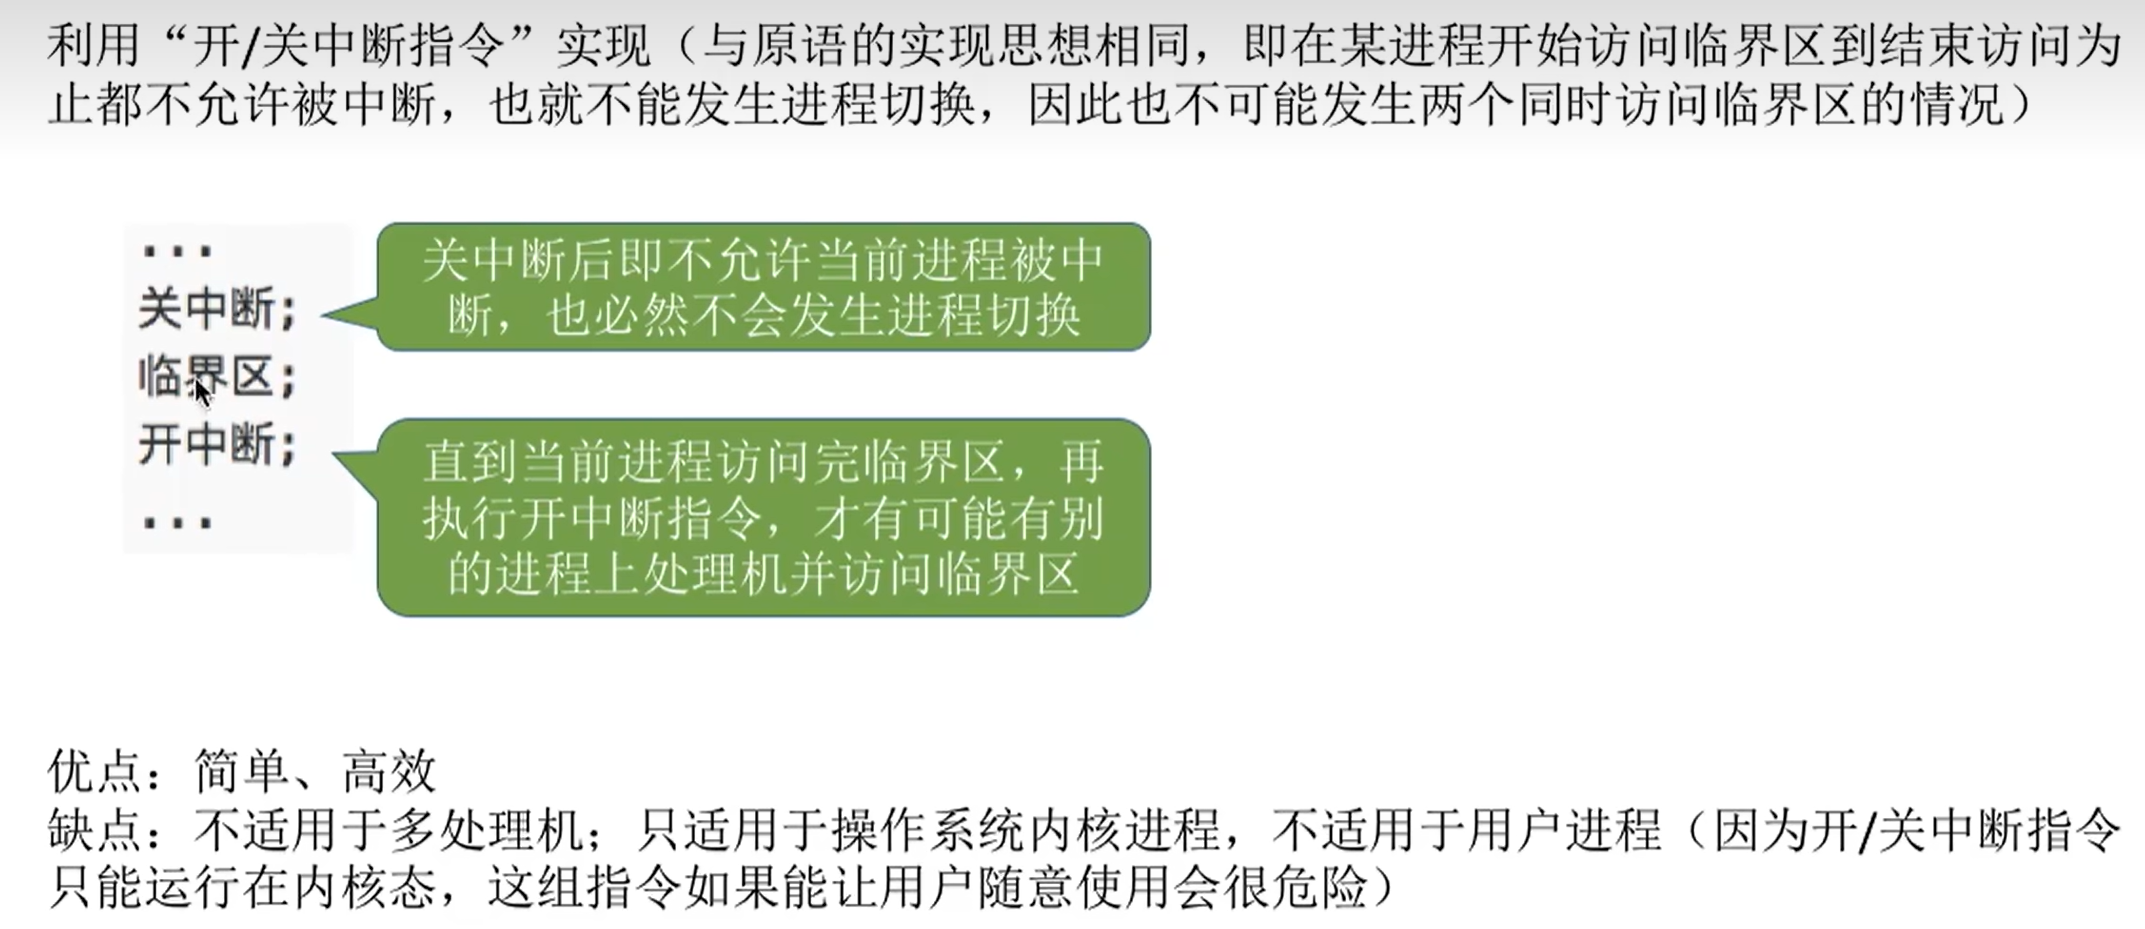 利用“开/关中断指令”实现（与原语的实现思想相同，即在某进程开始访问临界区到结束访问为
止都不允许被中断，也就不能发生进程切换，因此也不可能发生两个同时访问临界区的情况）
...
关中断;
临界区;
开中断;
...
关中断后即不允许当前进程被中
断，也必然不会发生进程切换
直到当前进程访问完临界区，再
执行开中断指令，才有可能有别
的进程上处理机并访问临界区
优点：简单、高效
缺点：不适用于多处理机；只适用于操作系统内核进程，不适用于用户进程（因为开/关中断指令
只能运行在内核态，这组指令如果能让用户随意使用会很危险）